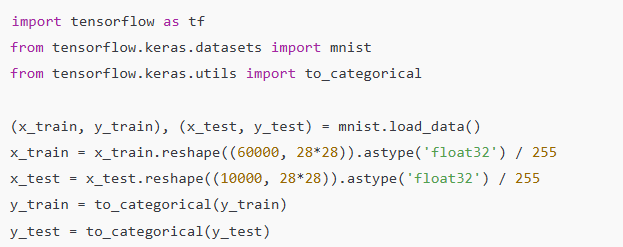 import tensorflow as tf
from tensorflow.keras.datasets import mnist
from tensorflow.keras.utils import to_categorical
(x_train, y_train), (x_test, y_test) = mnist.load_data()
x_train = x_train.reshape((60000, 28*28)).astype('float32') / 255
x_test = x_test.reshape((10000, 28*28)).astype('float32') / 255
y_train = to_categorical(y_train)
y_test = to_categorical(y_test)